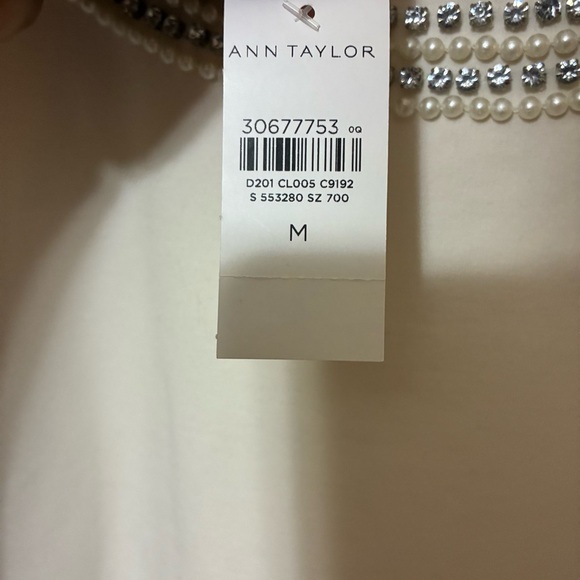 ANN TAYLOR
30677753 0Q
D201 CL005 C9192
S 553280 SZ 700
M